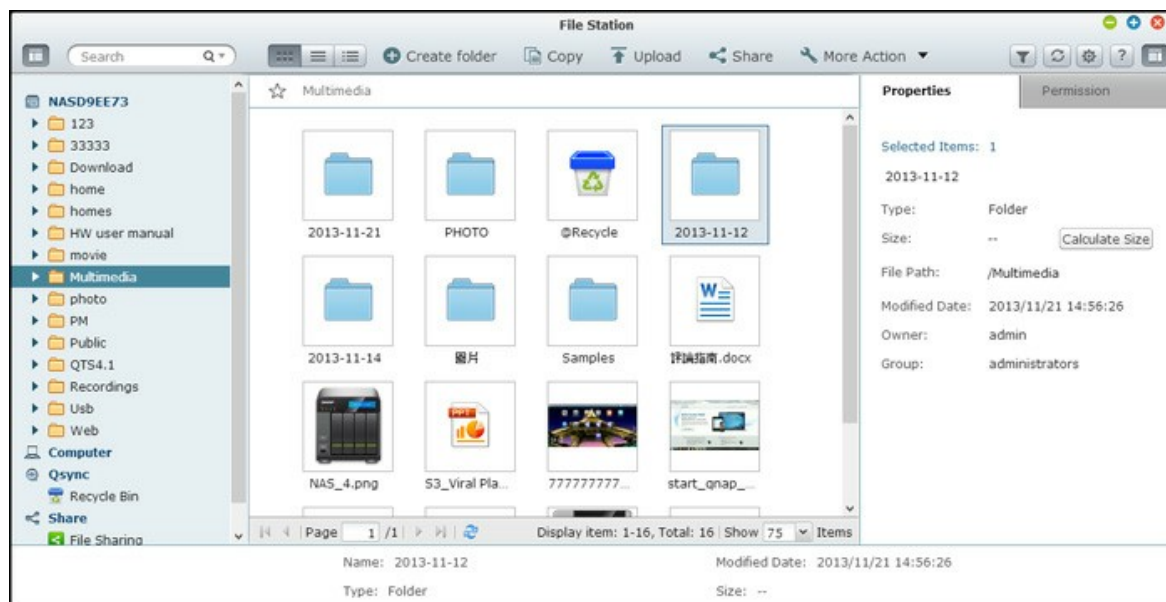 File Station
Search
Create folder
Copy
Upload
Share
More Action
NASD9EE73
123
33333
Download
home
homes
HW user manual
movie
Multimedia
photo
PM
Public
QTS4.1
Recordings
Usb
Web
Computer
Qsync
Recycle Bin
Share
File Sharing
Multimedia
2013-11-21 PHOTO @Recycle 2013-11-12
2013-11-14 圖片 Samples 評論指南.docx
NAS_4.png S3_Viral Pla... 777777777... start_qnap_...
Page 1 /1 Display item: 1-16, Total: 16 Show 75 Items
Properties Permission
Selected Items: 1
2013-11-12
Type: Folder
Size: -- Calculate Size
File Path: /Multimedia
Modified Date: 2013/11/21 14:56:26
Owner: admin
Group: administrators
Name: 2013-11-12 Modified Date: 2013/11/21 14:56:26
Type: Folder Size: --